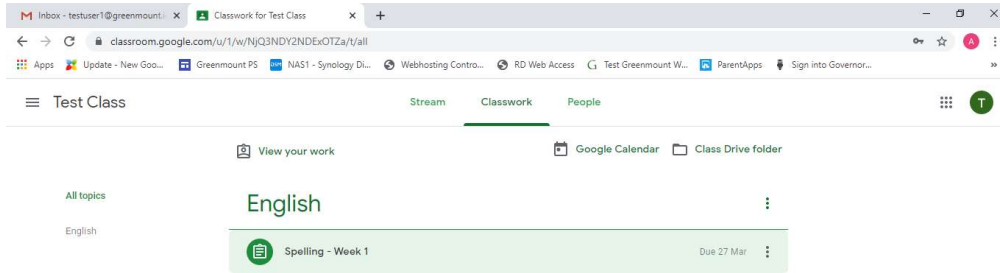 Inbox - testuser1@greenmount.
Classwork for Test Class
classroom.google.com/u/1/w/NjQ3NDY2NDExOTZa/t/all
A
Apps Update - New Goo... Greenmount PS NAS1 - Synology Di... Webhosting Contro... RD Web Access Test Greenmount W... ParentApps Sign into Governor...
Test Class Stream Classwork People T
View your work Google Calendar Class Drive folder
All topics
English
English
Spelling - Week 1 Due 27 Mar